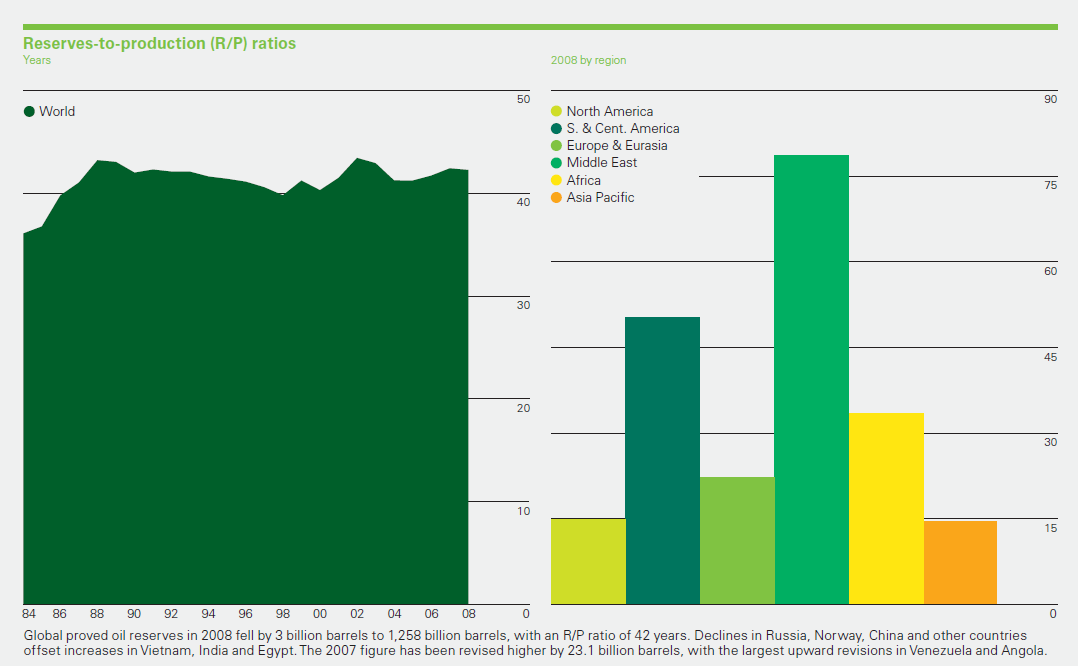 Reserves-to-production (R/P) ratios
Years
2008 by region
50
World
40
30
20
10
0
84 86 88 90 92 94 96 98 00 02 04 06 08
90
North America
S. & Cent. America
Europe & Eurasia
Middle East
Africa
Asia Pacific
75
60
45
30
15
0
Global proved oil reserves in 2008 fell by 3 billion barrels to 1,258 billion barrels, with an R/P ratio of 42 years. Declines in Russia, Norway, China and other countries
offset increases in Vietnam, India and Egypt. The 2007 figure has been revised higher by 23.1 billion barrels, with the largest upward revisions in Venezuela and Angola.